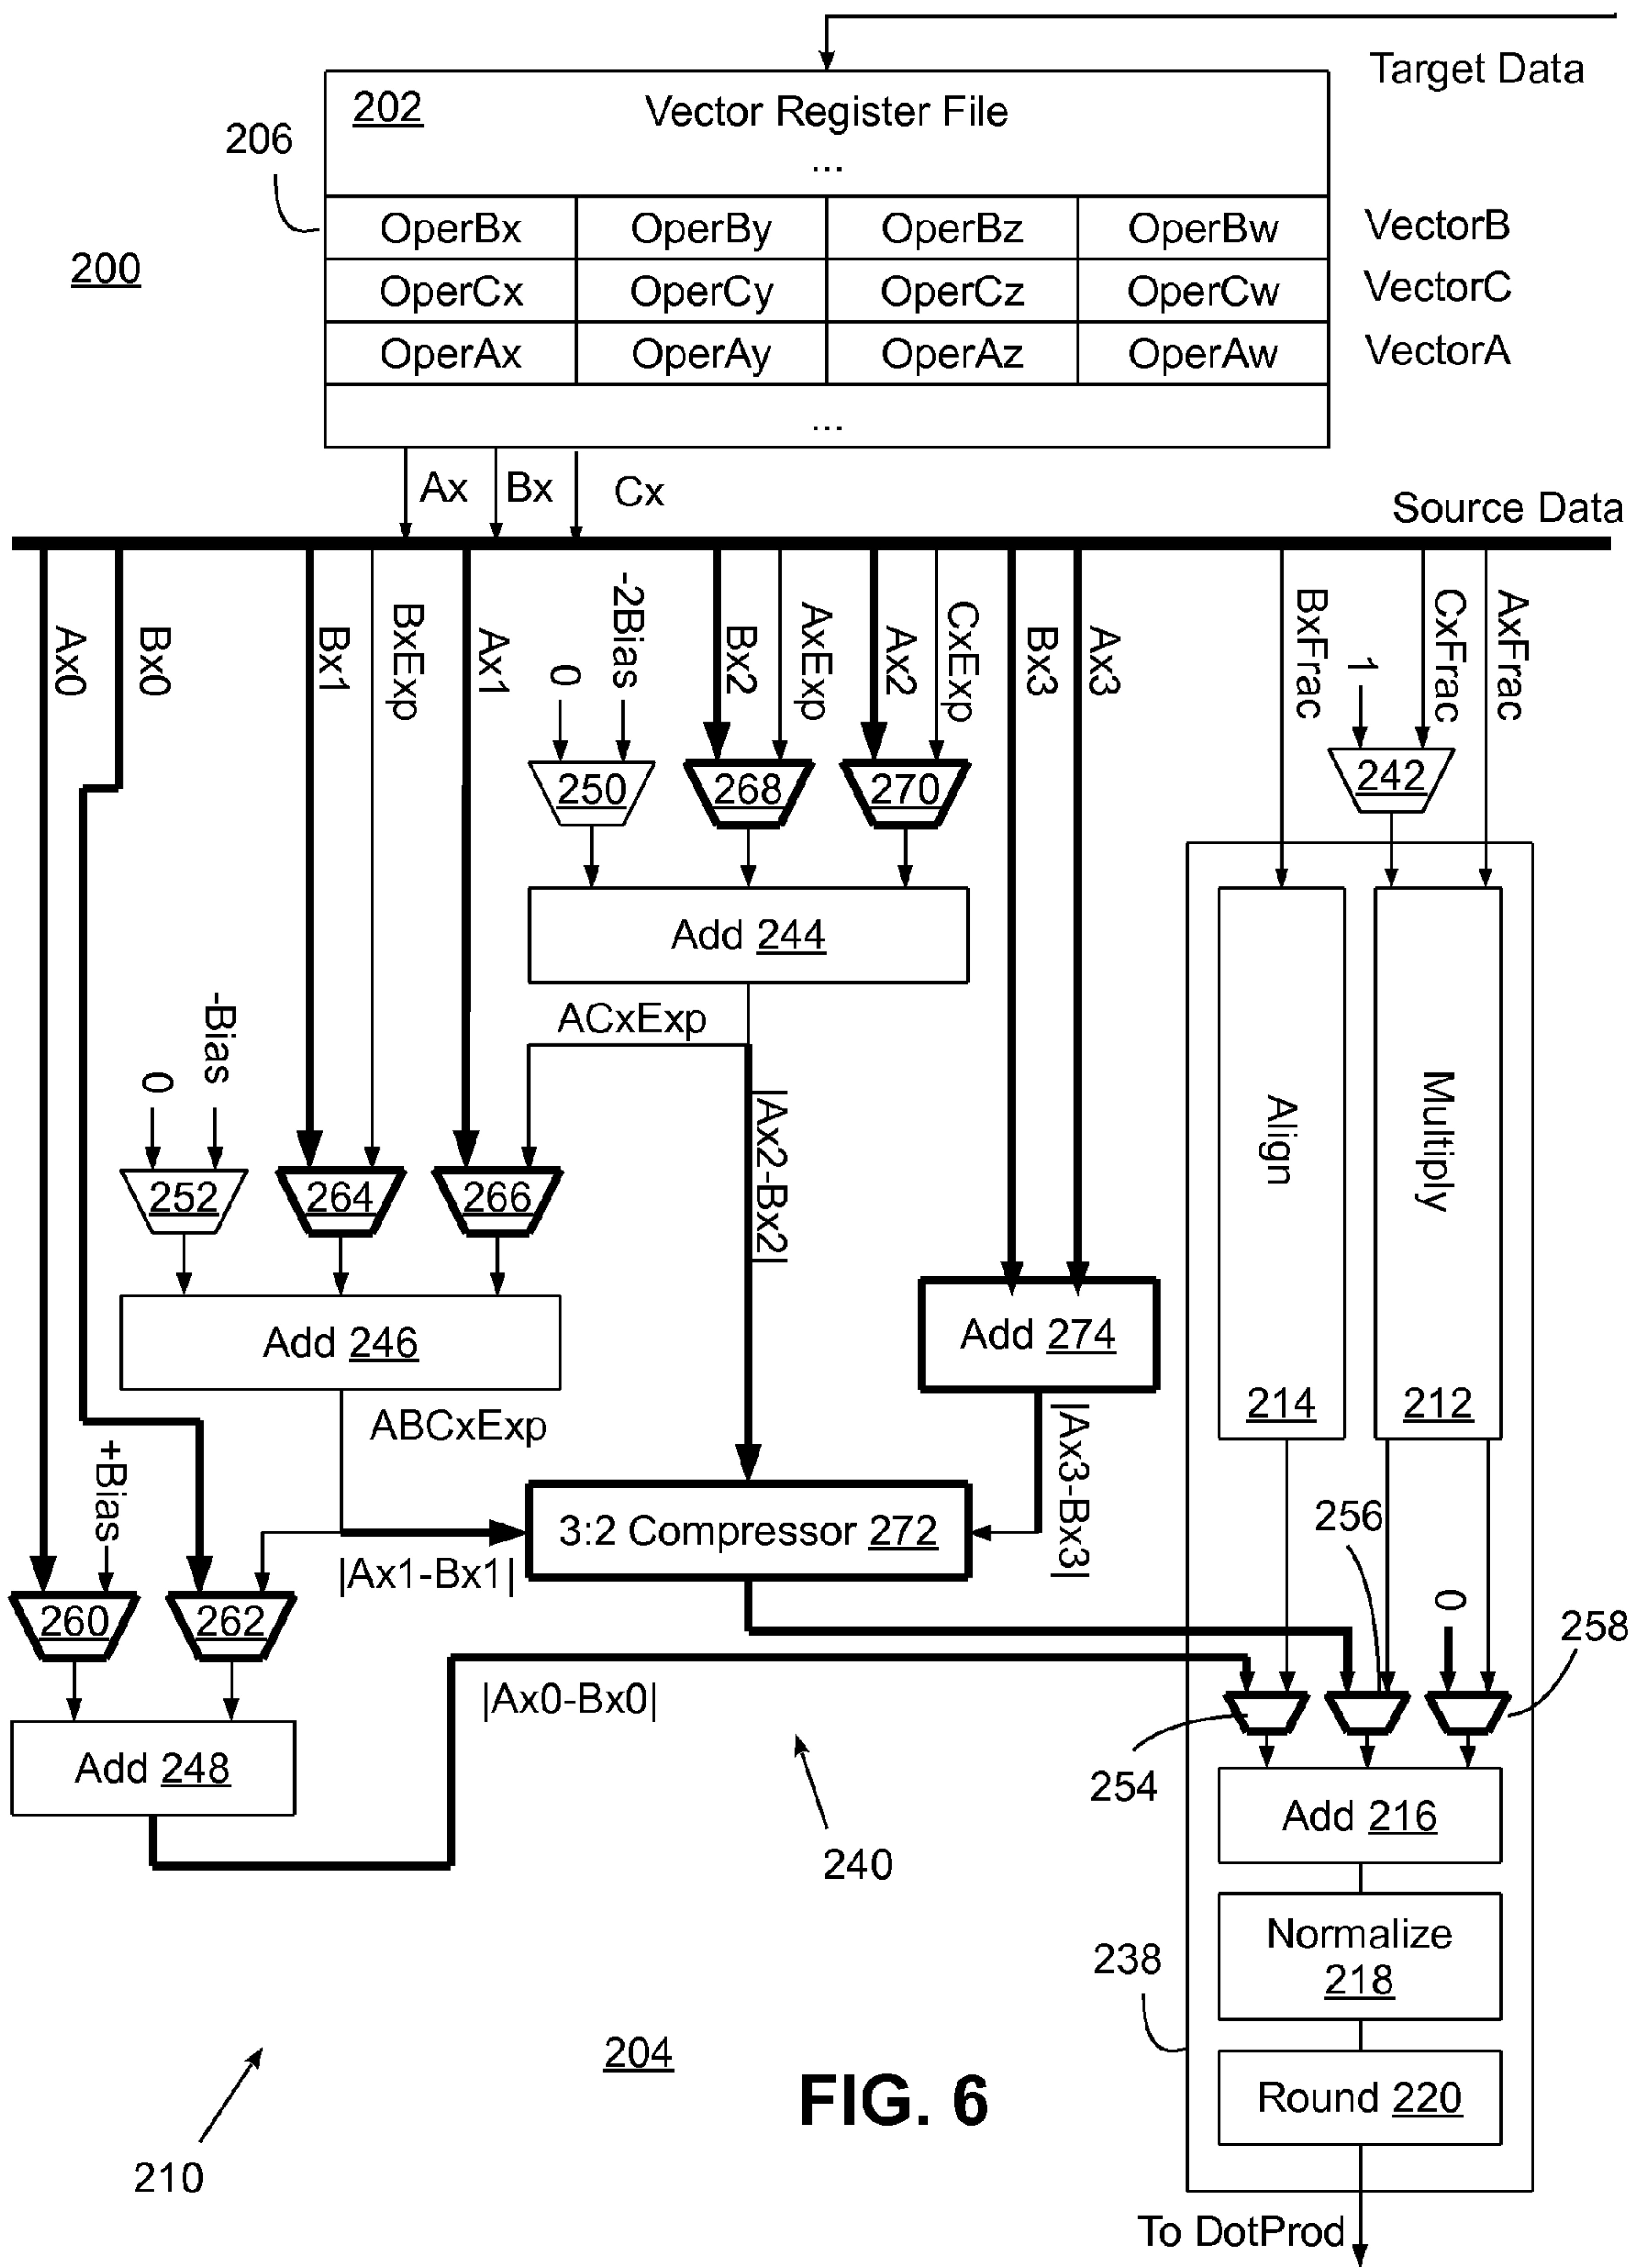 Target Data
202 Vector Register File
206
...
OperBx OperBy OperBz OperBw VectorB
200
OperCx OperCy OperCz OperCw VectorC
OperAx OperAy OperAz OperAw VectorA
...
Ax Bx Cx
Source Data
Ax0
Bx0
Bx1
BxExp
Ax1
0
-2Bias
Bx2
AxExp
Ax2
CxExp
Bx3
Ax3
BxFrac
1
CxFrac
AxFrac
250 268 270 242
Add 244
ACxExp
0
-Bias
|Ax2-Bx2|
Align
Multiply
252 264 266
Add 246
Add 274
214 212
ABCxExp
+Bias
|Ax3-Bx3|
256
3:2 Compressor 272
|Ax1-Bx1|
0
260 262
258
|Ax0-Bx0|
Add 248
254
Add 216
240
Normalize
218
238
204
Round 220
FIG. 6
210
To DotProd